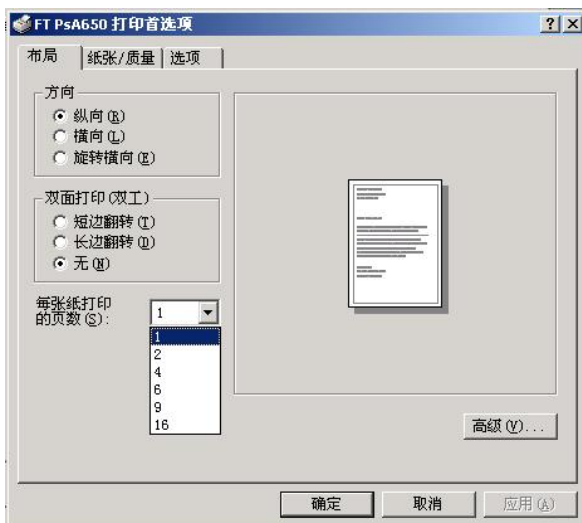 FT PsA650 打印首选项
布局 纸张/质量 选项
方向
纵向(R)
横向(L)
旋转横向(E)
双面打印(双工)
短边翻转(T)
长边翻转(D)
无(N)
每张纸打印
的页数(S):
1
1
2
4
6
9
16
高级(V)...
确定 取消 应用(A)